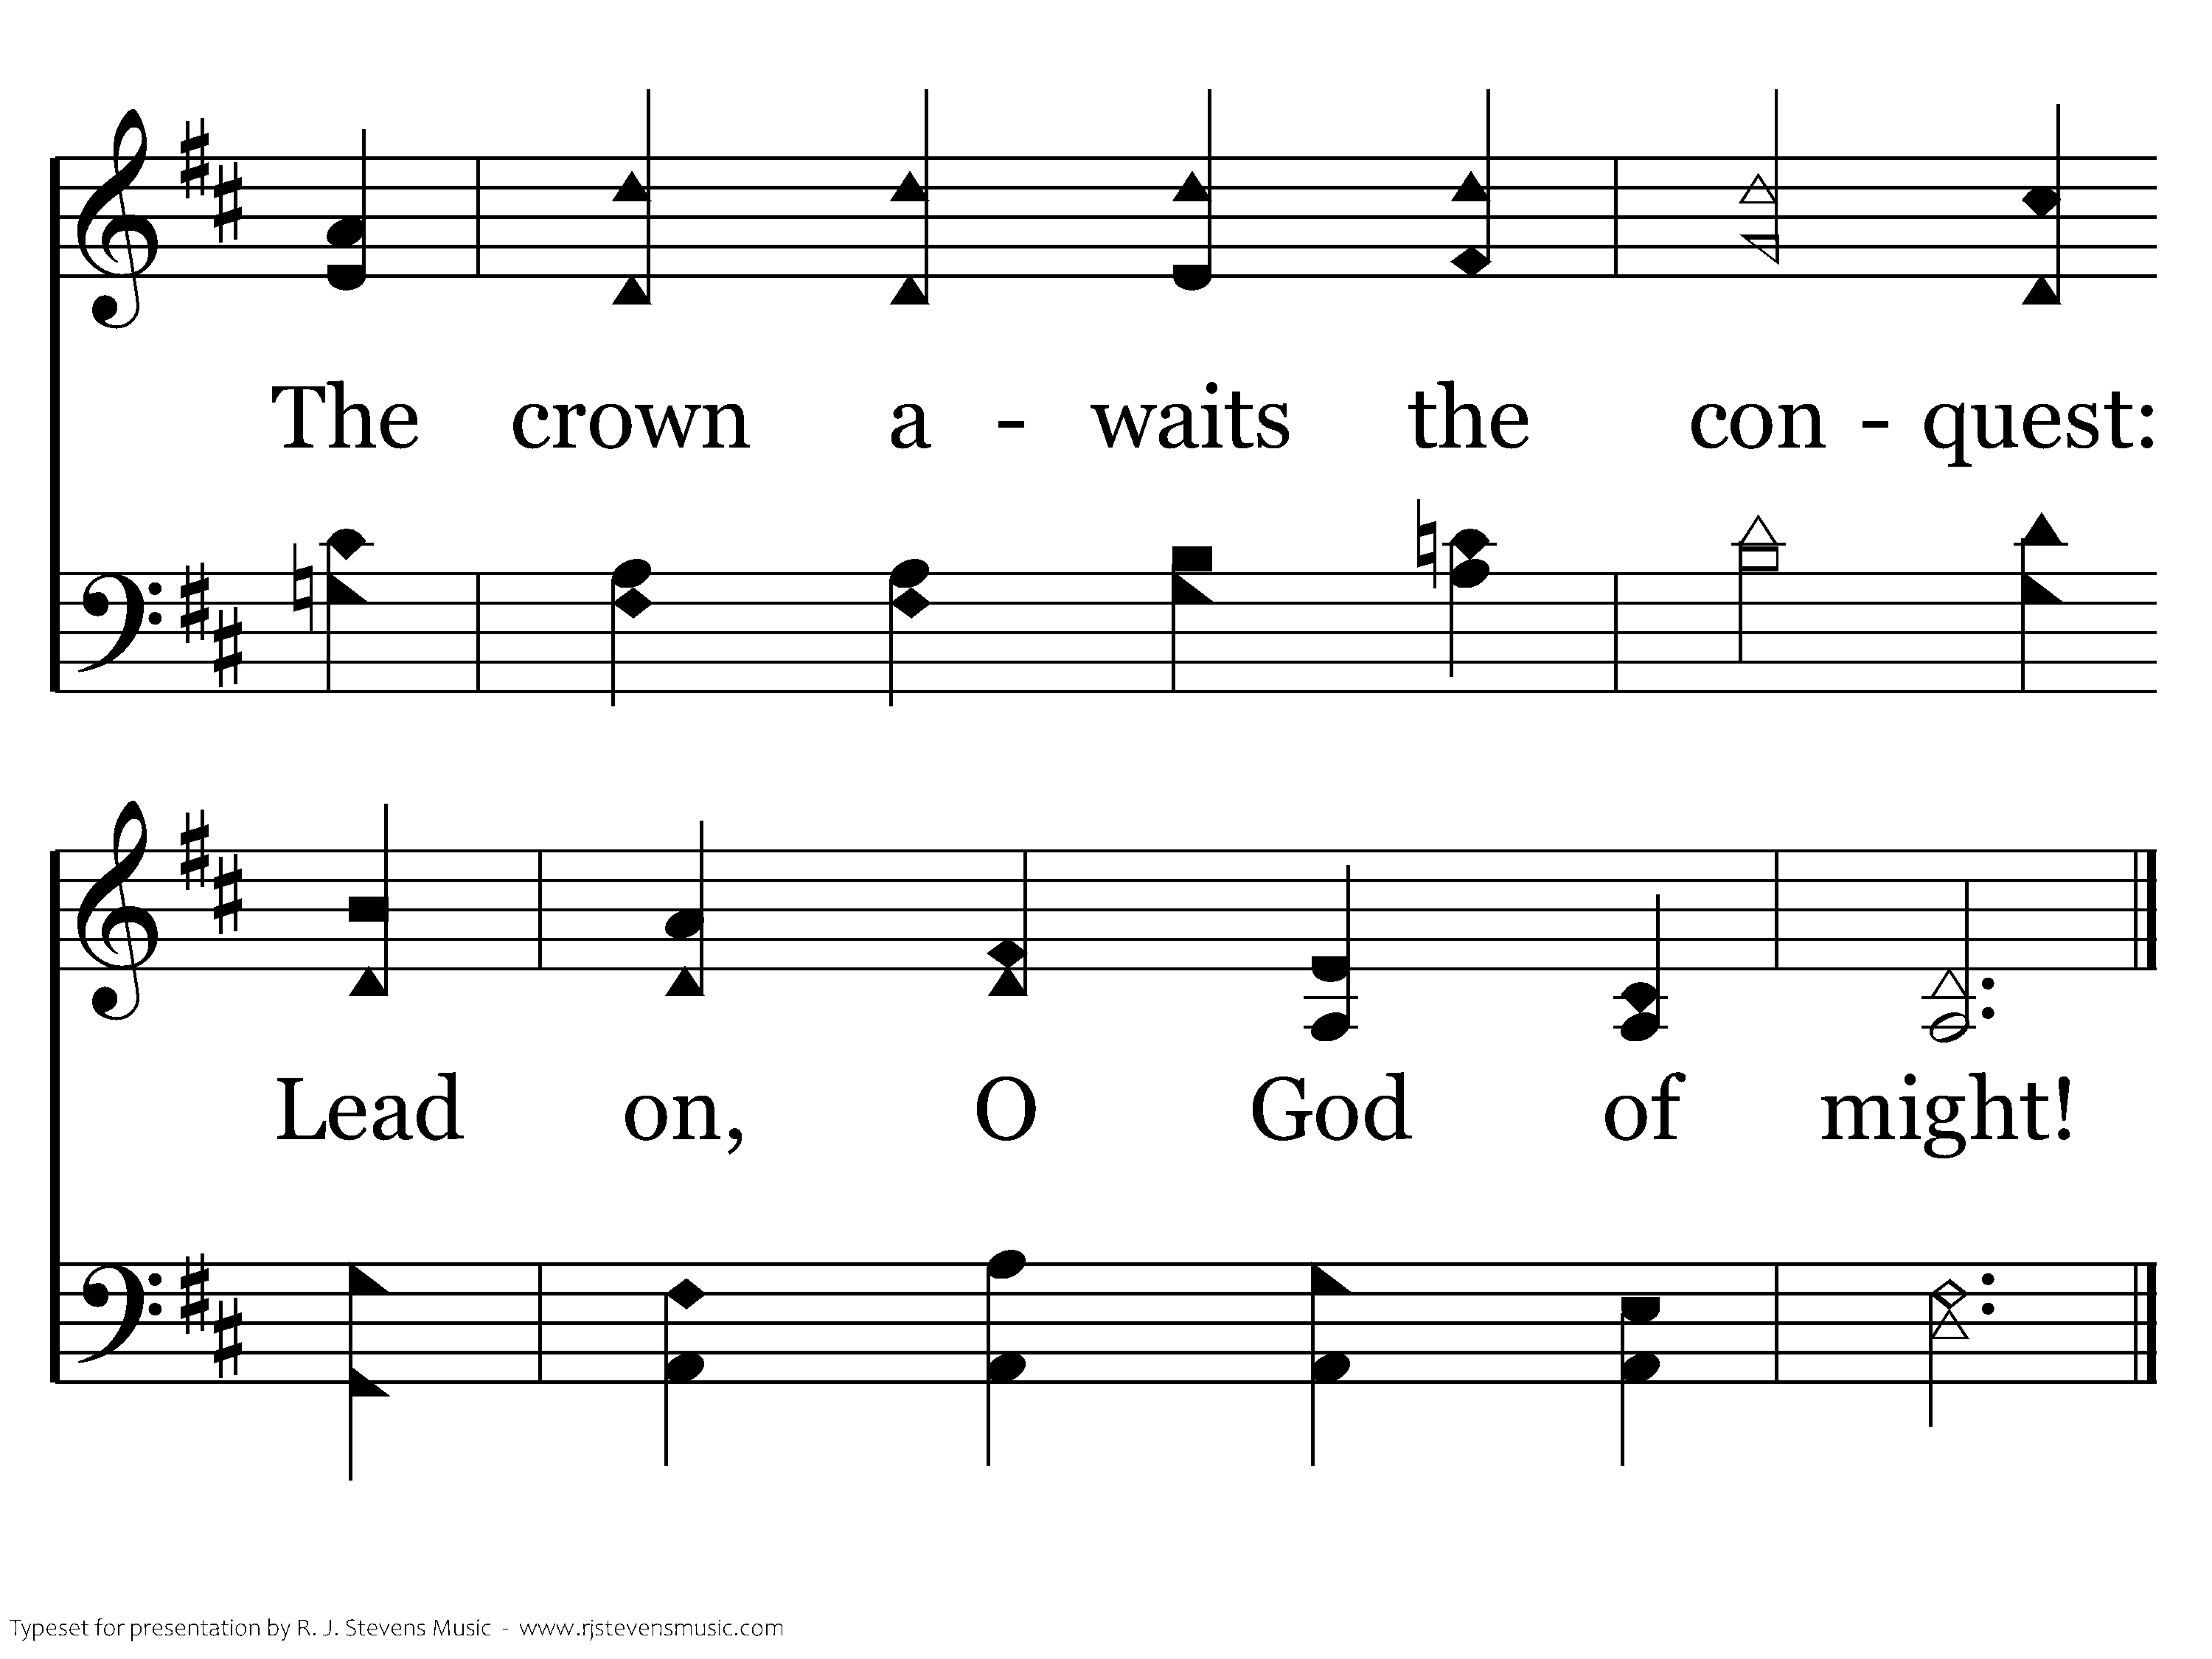 The crown a - waits the con - quest:
Lead on, O God of might!
Typeset for presentation by R. J. Stevens Music - www.rjstevensmusic.com